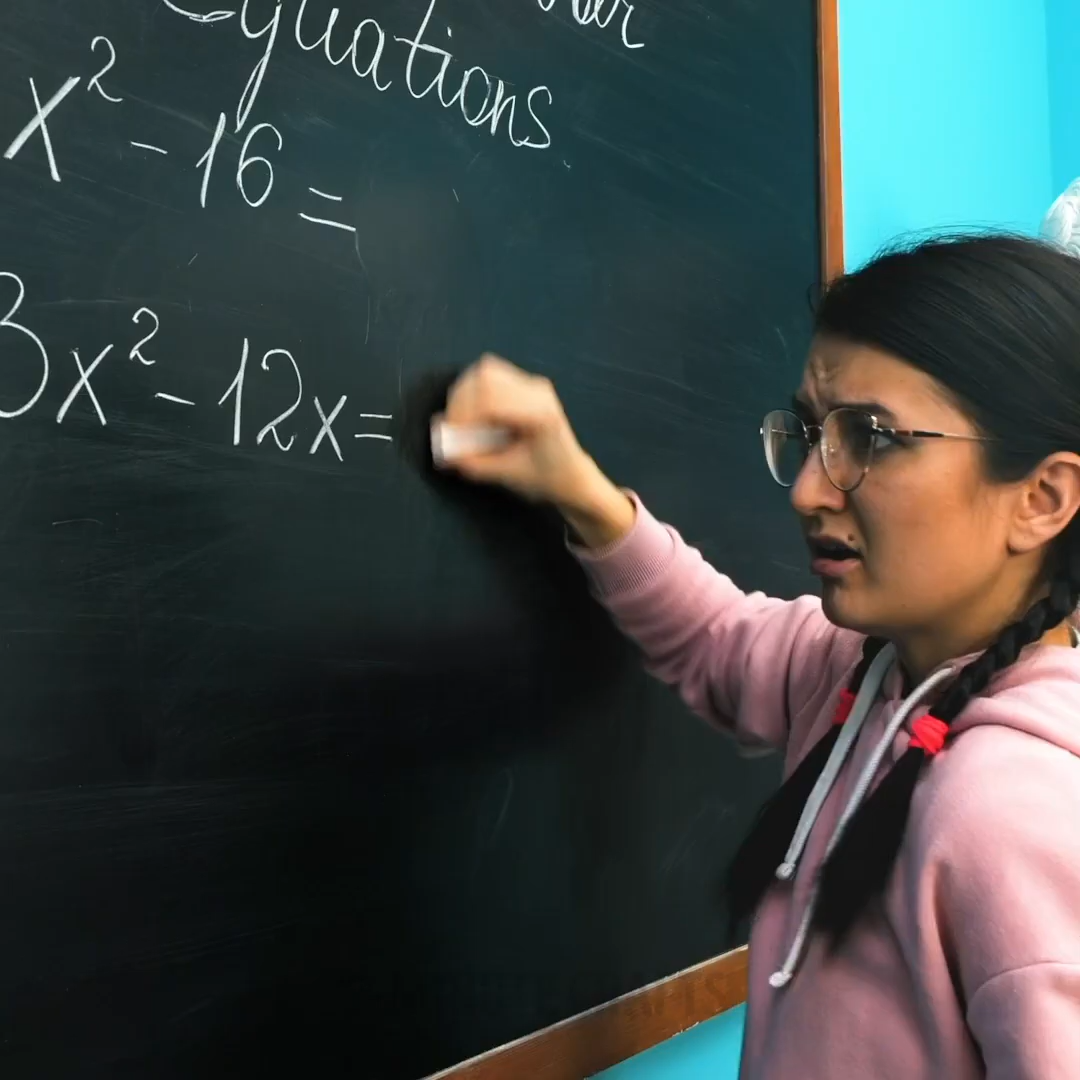 Equations
x² - 16 =
3x² - 12x =